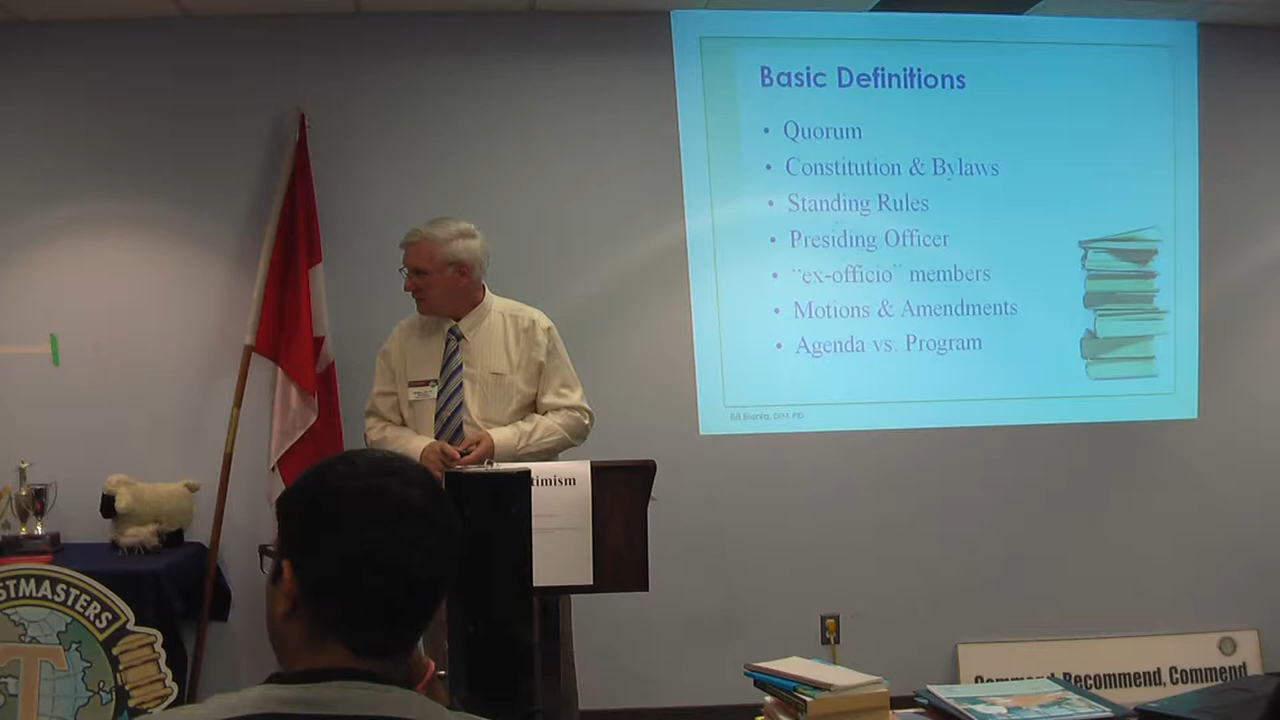 Basic Definitions
• Quorum
• Constitution & Bylaws
• Standing Rules
• Presiding Officer
• "ex-officio" members
• Motions & Amendments
• Agenda vs. Program
timism
STMASTERS
Recommend, Commend